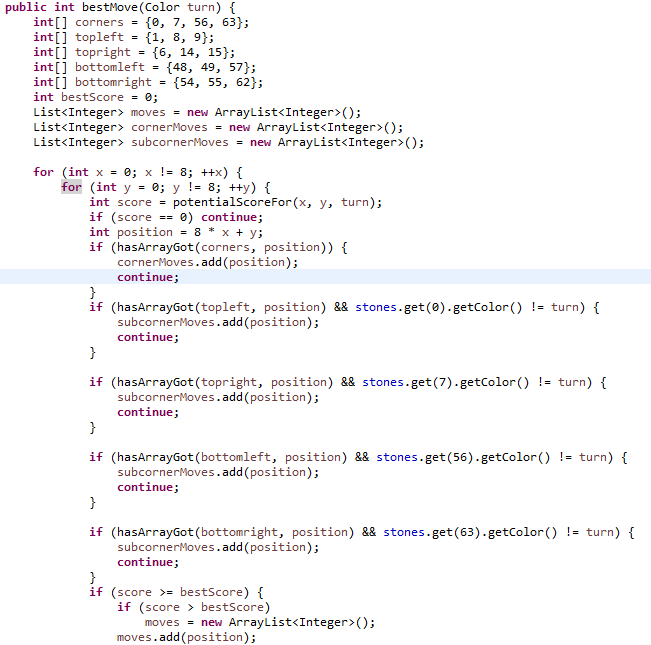 public int bestMove(Color turn) {
    int[] corners = {0, 7, 56, 63};
    int[] topleft = {1, 8, 9};
    int[] topright = {6, 14, 15};
    int[] bottomleft = {48, 49, 57};
    int[] bottomright = {54, 55, 62};
    int bestScore = 0;
    List<Integer> moves = new ArrayList<Integer>();
    List<Integer> cornerMoves = new ArrayList<Integer>();
    List<Integer> subcornerMoves = new ArrayList<Integer>();

    for (int x = 0; x != 8; ++x) {
        for (int y = 0; y != 8; ++y) {
            int score = potentialScoreFor(x, y, turn);
            if (score == 0) continue;
            int position = 8 * x + y;
            if (hasArrayGot(corners, position)) {
                cornerMoves.add(position);
                continue;
            }
            if (hasArrayGot(topleft, position) && stones.get(0).getColor() != turn) {
                subcornerMoves.add(position);
                continue;
            }

            if (hasArrayGot(topright, position) && stones.get(7).getColor() != turn) {
                subcornerMoves.add(position);
                continue;
            }

            if (hasArrayGot(bottomleft, position) && stones.get(56).getColor() != turn) {
                subcornerMoves.add(position);
                continue;
            }

            if (hasArrayGot(bottomright, position) && stones.get(63).getColor() != turn) {
                subcornerMoves.add(position);
                continue;
            }
            if (score >= bestScore) {
                if (score > bestScore)
                    moves = new ArrayList<Integer>();
                moves.add(position);